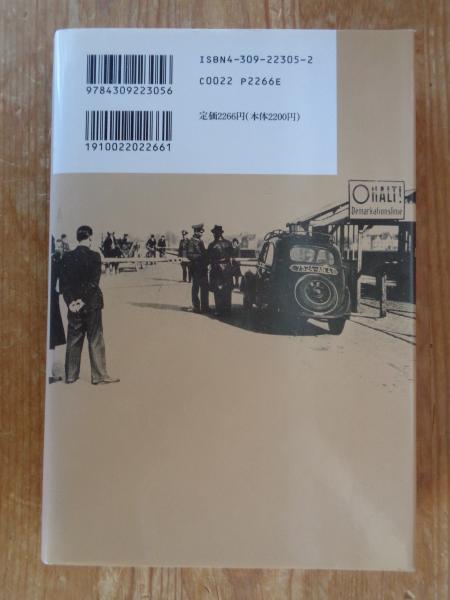 ISBN4-309-22305-2
C0022 P2266E
定価2266円(本体2200円)
9784309223056
1910022022661
HALT!
Demarkationslinie